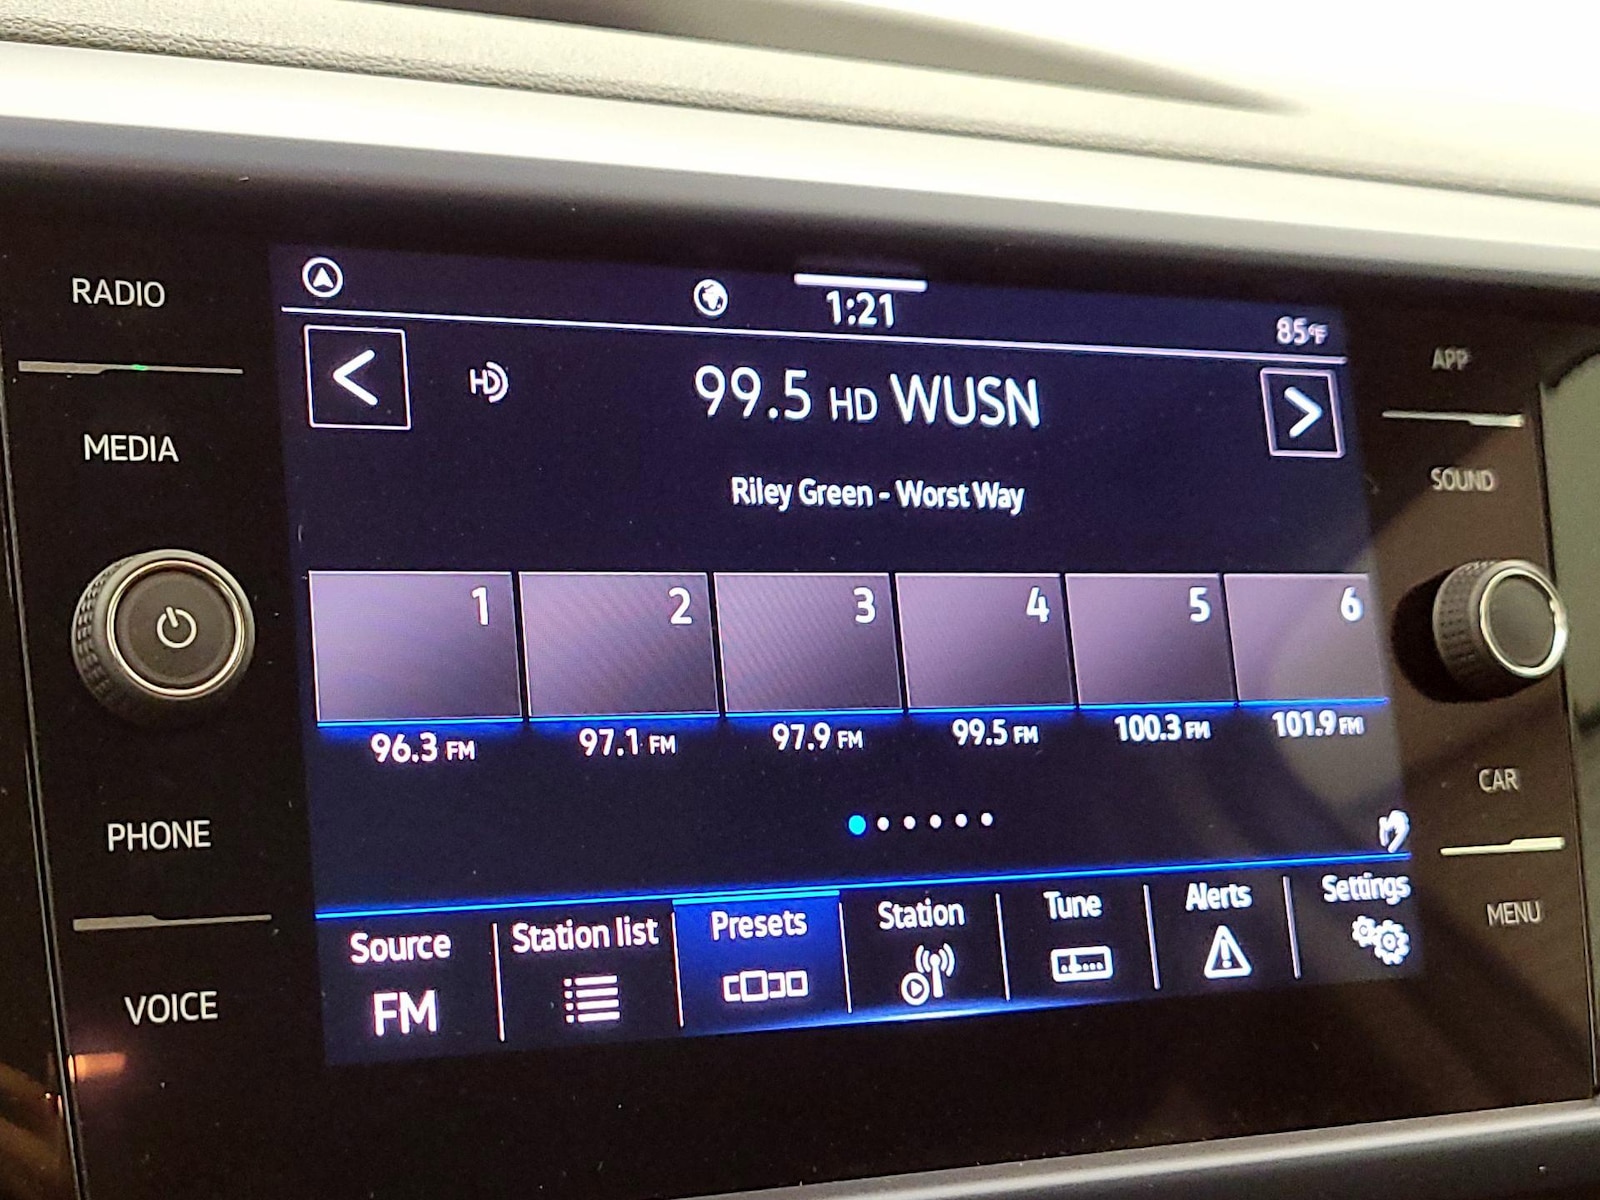 RADIO
MEDIA
PHONE
VOICE
1:21
85°F
HD
99.5 HD WUSN
Riley Green - Worst Way
1 2 3 4 5 6
96.3 FM 97.1 FM 97.9 FM 99.5 FM 100.3 FM 101.9 FM
Source Station list Presets Station Tune Alerts Settings
FM
APP
SOUND
CAR
MENU